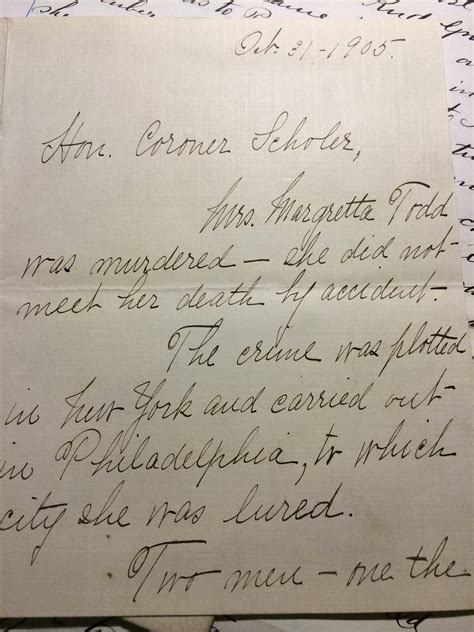 Oct. 31-1905.
Hon. Coroner Scholer,
Mrs. Margretta Todd
was murdered — she did not
meet her death by accident.
The crime was plotted
in New York and carried out
in Philadelphia, to which
city she was lured.
Two men — one the